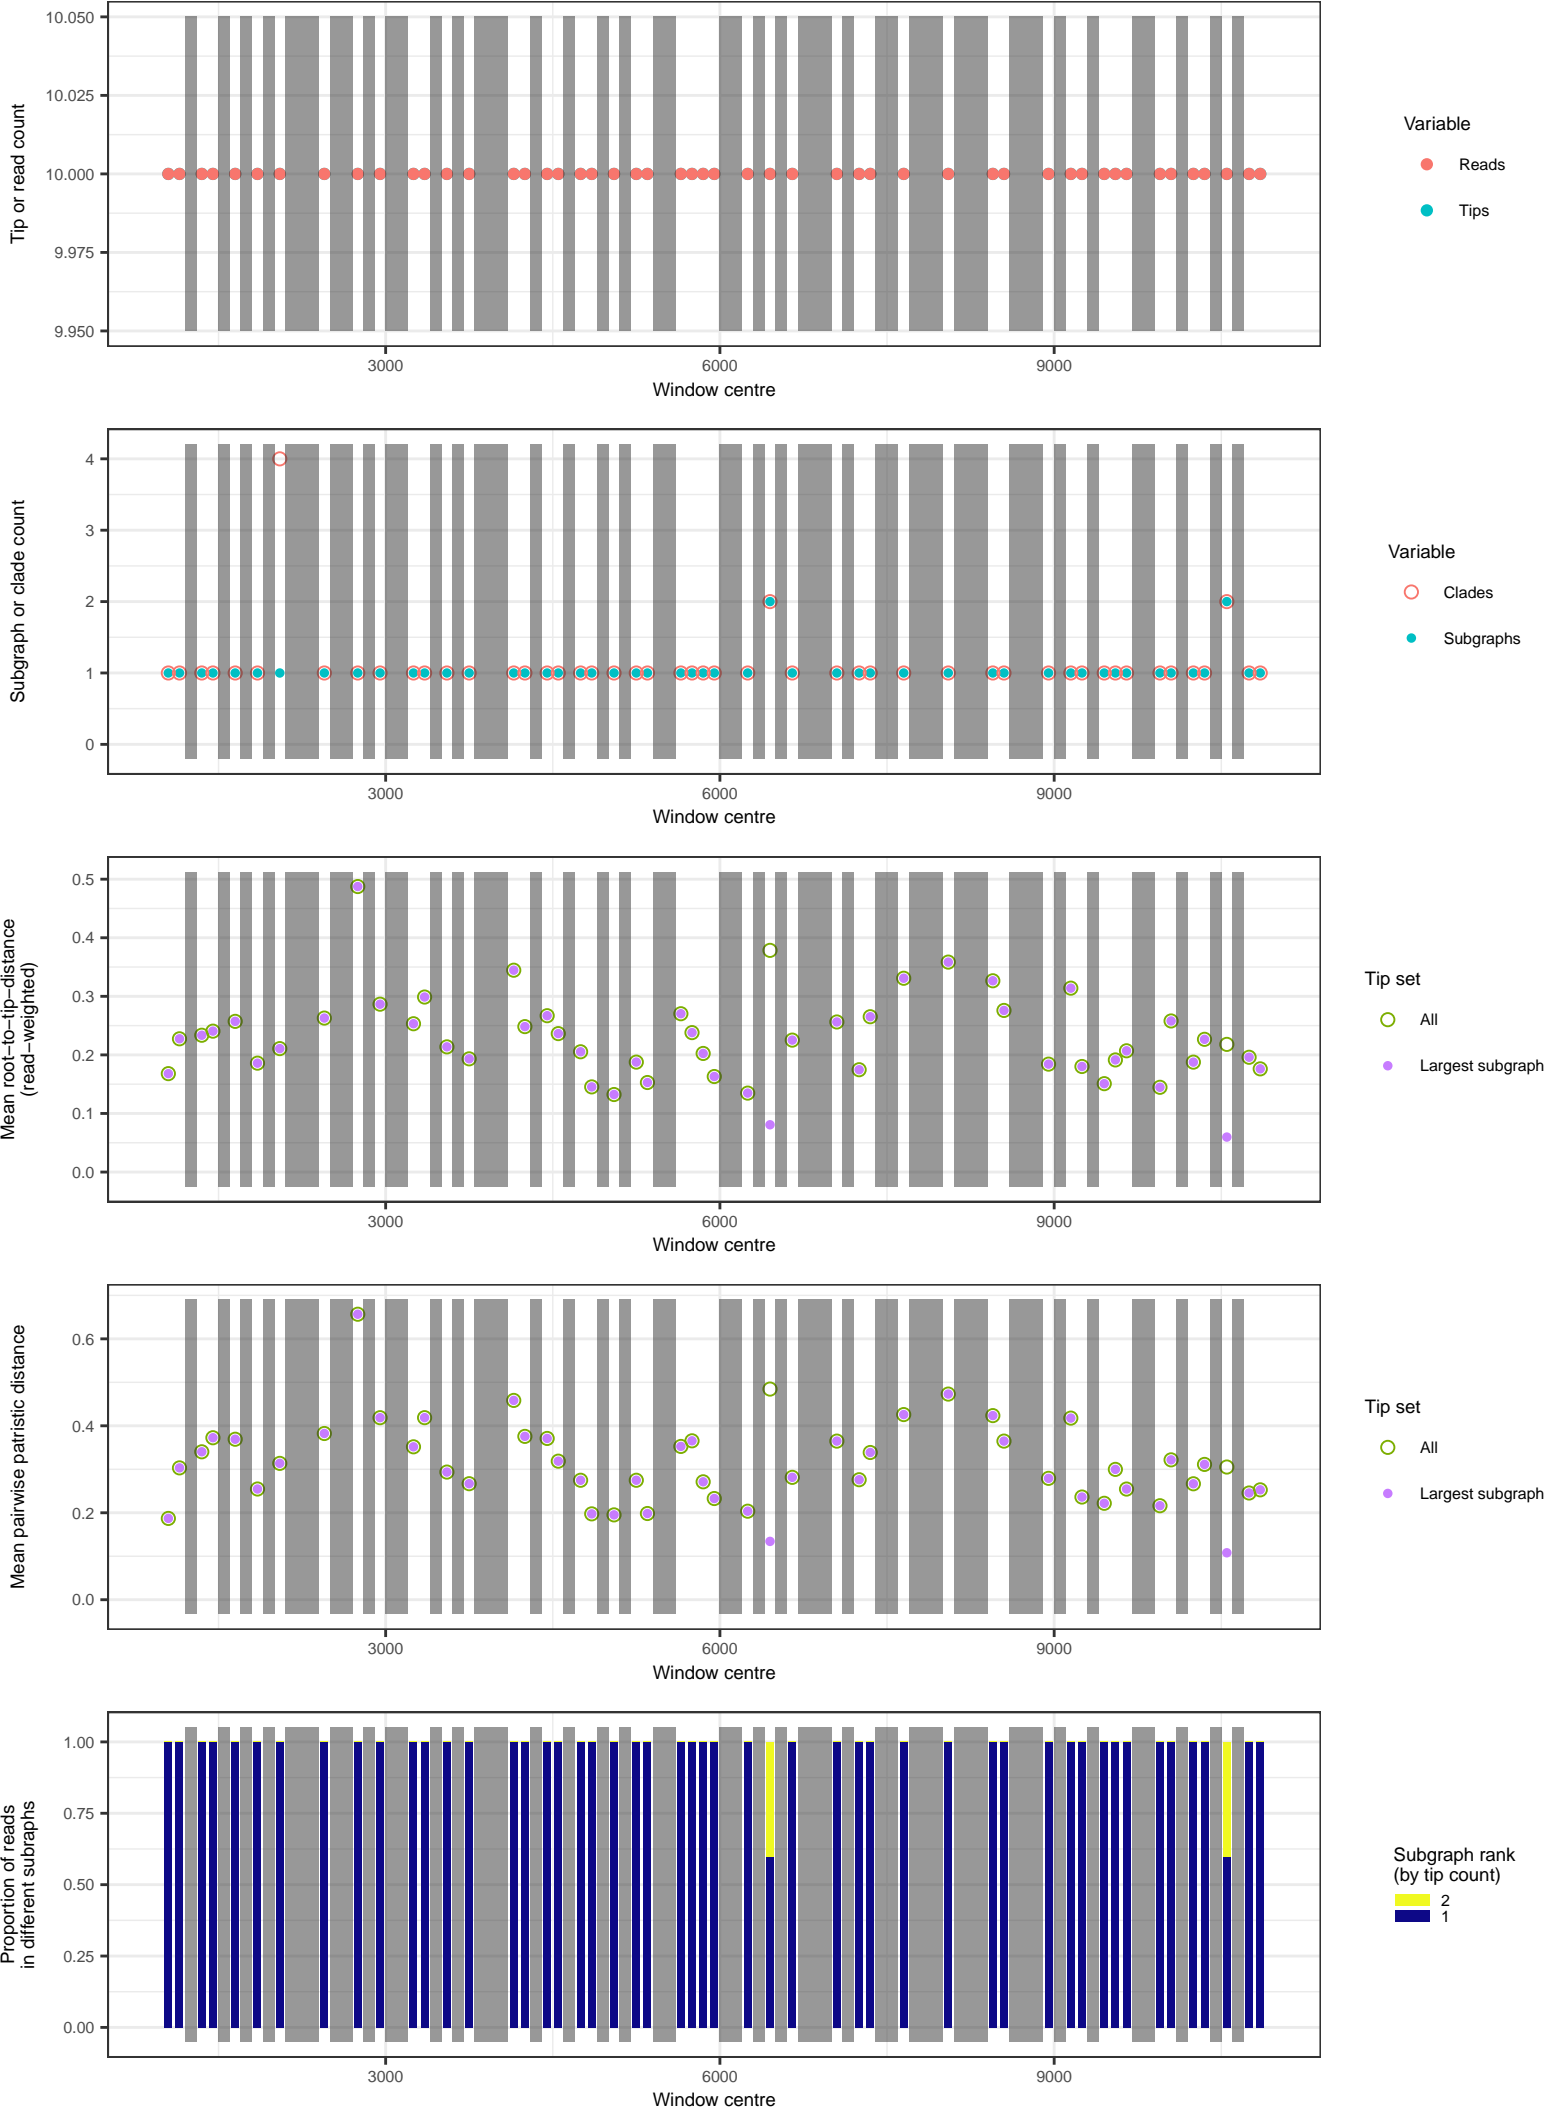 10.050
10.025
10.000
9.975
9.950
Tip or read count
3000
6000
9000
Window centre
Variable
Reads
Tips
4
3
2
1
0
Subgraph or clade count
3000
6000
9000
Window centre
Variable
Clades
Subgraphs
0.5
0.4
0.3
0.2
0.1
0.0
Mean root−to−tip−distance
(read−weighted)
3000
6000
9000
Window centre
Tip set
All
Largest subgraph
0.6
0.4
0.2
0.0
Mean pairwise patristic distance
3000
6000
9000
Window centre
Tip set
All
Largest subgraph
1.00
0.75
0.50
0.25
0.00
Proportion of reads
in different subraphs
3000
6000
9000
Window centre
Subgraph rank
(by tip count)
2
1